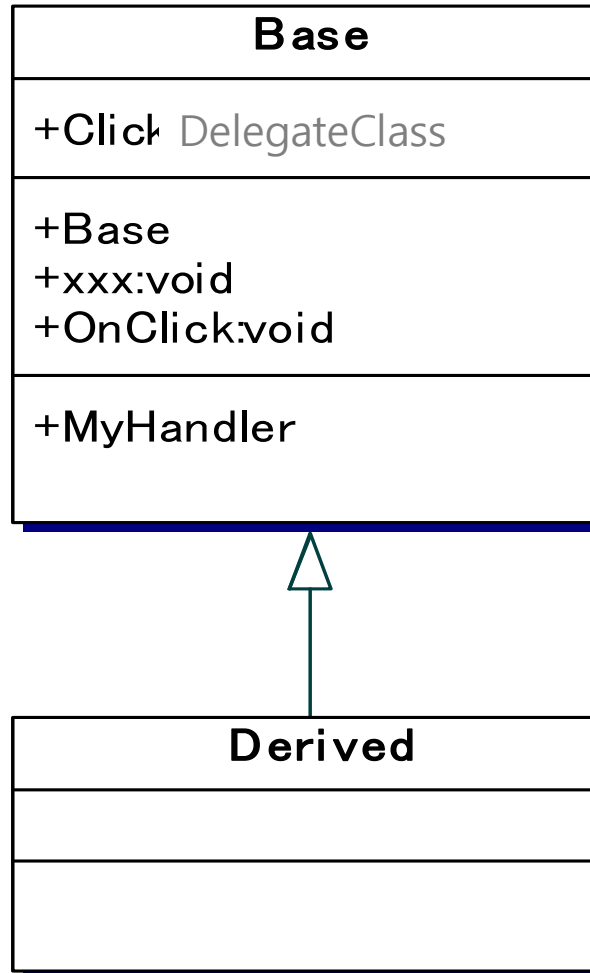 Base
+Click DelegateClass
+Base
+xxx:void
+OnClick:void
+MyHandler
Derived